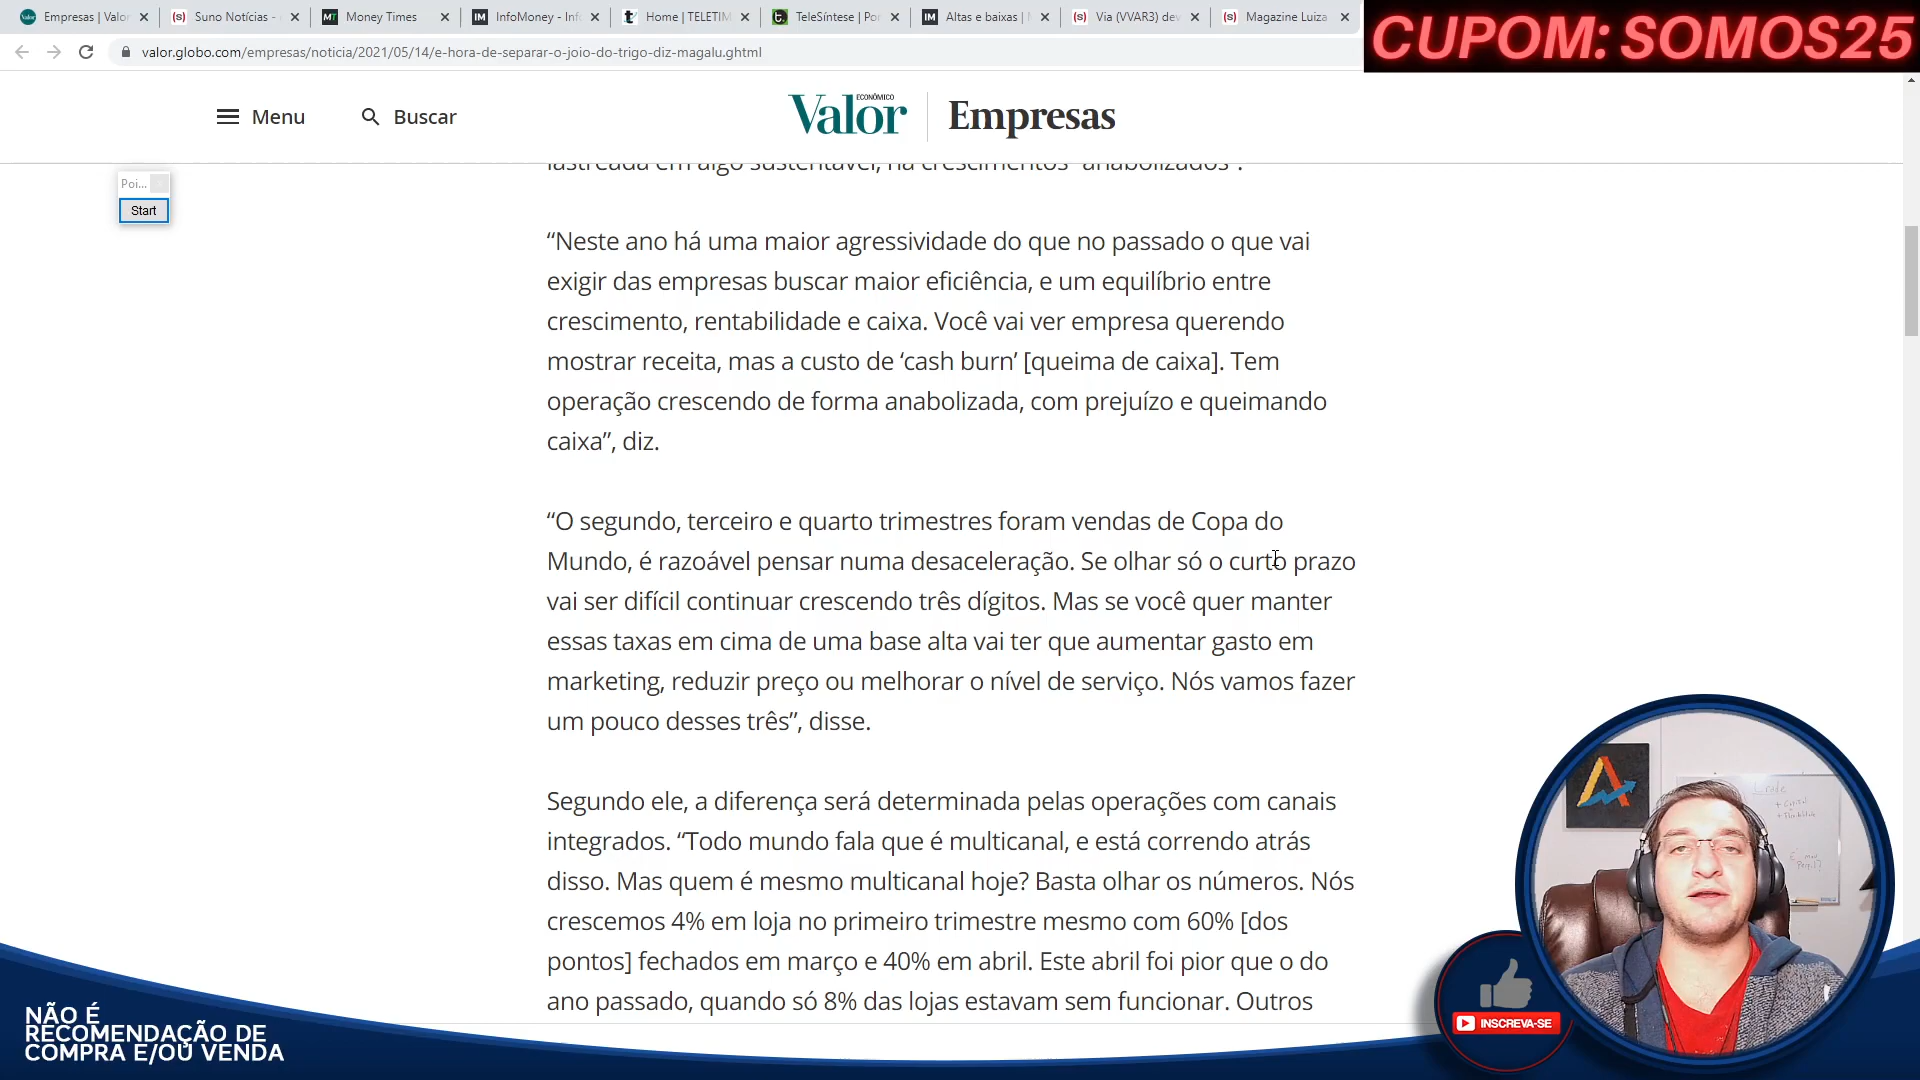 Empresas | Valor
Suno Notícias -
Money Times
InfoMoney - Info
Home | TELETIM
TeleSíntese | Por
Altas e baixas |
Via (VVAR3) dev
Magazine Luiza
CUPOM: SOMOS25
valor.globo.com/empresas/noticia/2021/05/14/e-hora-de-separar-o-joio-do-trigo-diz-magalu.ghtml
Menu
Buscar
Valor ECONÔMICO
Empresas
lastreada em algo sustentável, há crescimentos “anabolizados”.
Poi...
Start
“Neste ano há uma maior agressividade do que no passado o que vai
exigir das empresas buscar maior eficiência, e um equilíbrio entre
crescimento, rentabilidade e caixa. Você vai ver empresa querendo
mostrar receita, mas a custo de ‘cash burn’ [queima de caixa]. Tem
operação crescendo de forma anabolizada, com prejuízo e queimando
caixa”, diz.
“O segundo, terceiro e quarto trimestres foram vendas de Copa do
Mundo, é razoável pensar numa desaceleração. Se olhar só o curto prazo
vai ser difícil continuar crescendo três dígitos. Mas se você quer manter
essas taxas em cima de uma base alta vai ter que aumentar gasto em
marketing, reduzir preço ou melhorar o nível de serviço. Nós vamos fazer
um pouco desses três”, disse.
Segundo ele, a diferença será determinada pelas operações com canais
integrados. “Todo mundo fala que é multicanal, e está correndo atrás
disso. Mas quem é mesmo multicanal hoje? Basta olhar os números. Nós
crescemos 4% em loja no primeiro trimestre mesmo com 60% [dos
pontos] fechados em março e 40% em abril. Este abril foi pior que o do
ano passado, quando só 8% das lojas estavam sem funcionar. Outros
NÃO É
RECOMENDAÇÃO DE
COMPRA E/OU VENDA
INSCREVA-SE